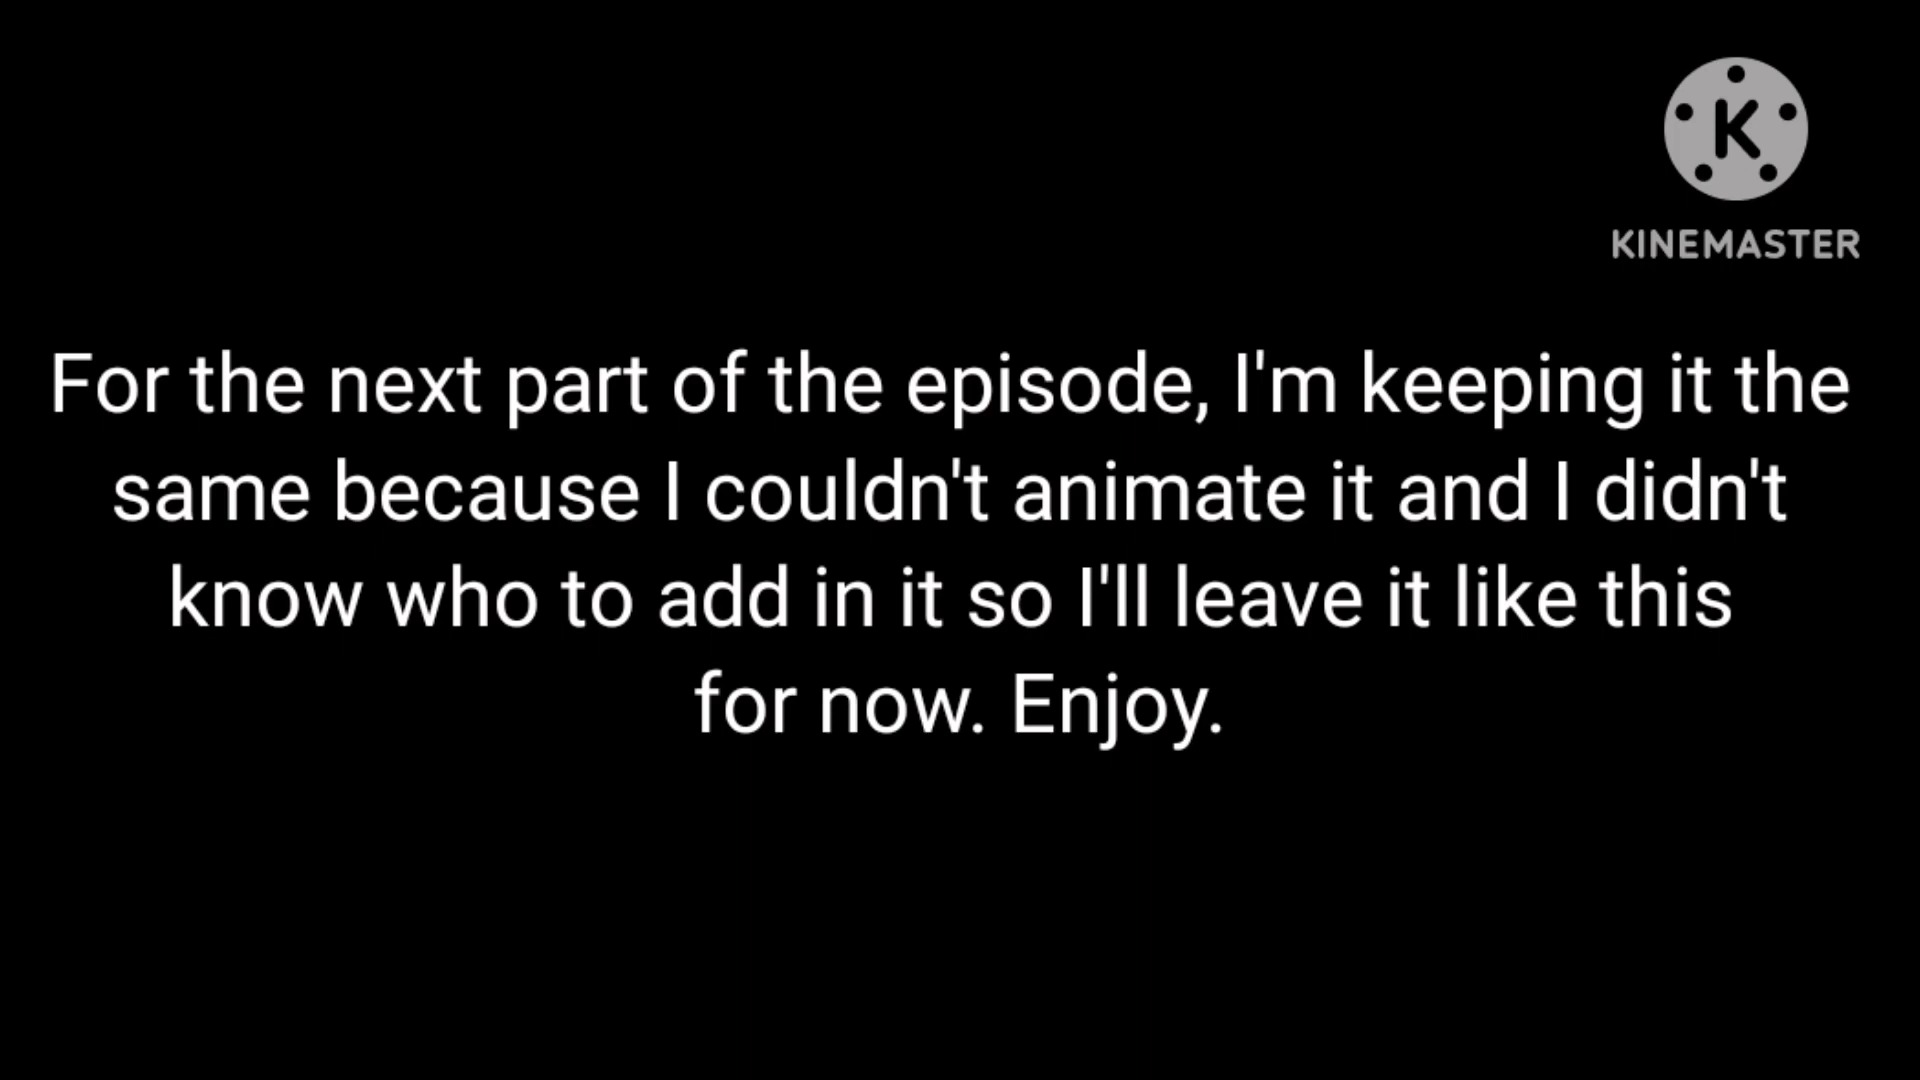 K
KINEMASTER
For the next part of the episode, I'm keeping it the
same because I couldn't animate it and I didn't
know who to add in it so I'll leave it like this
for now. Enjoy.